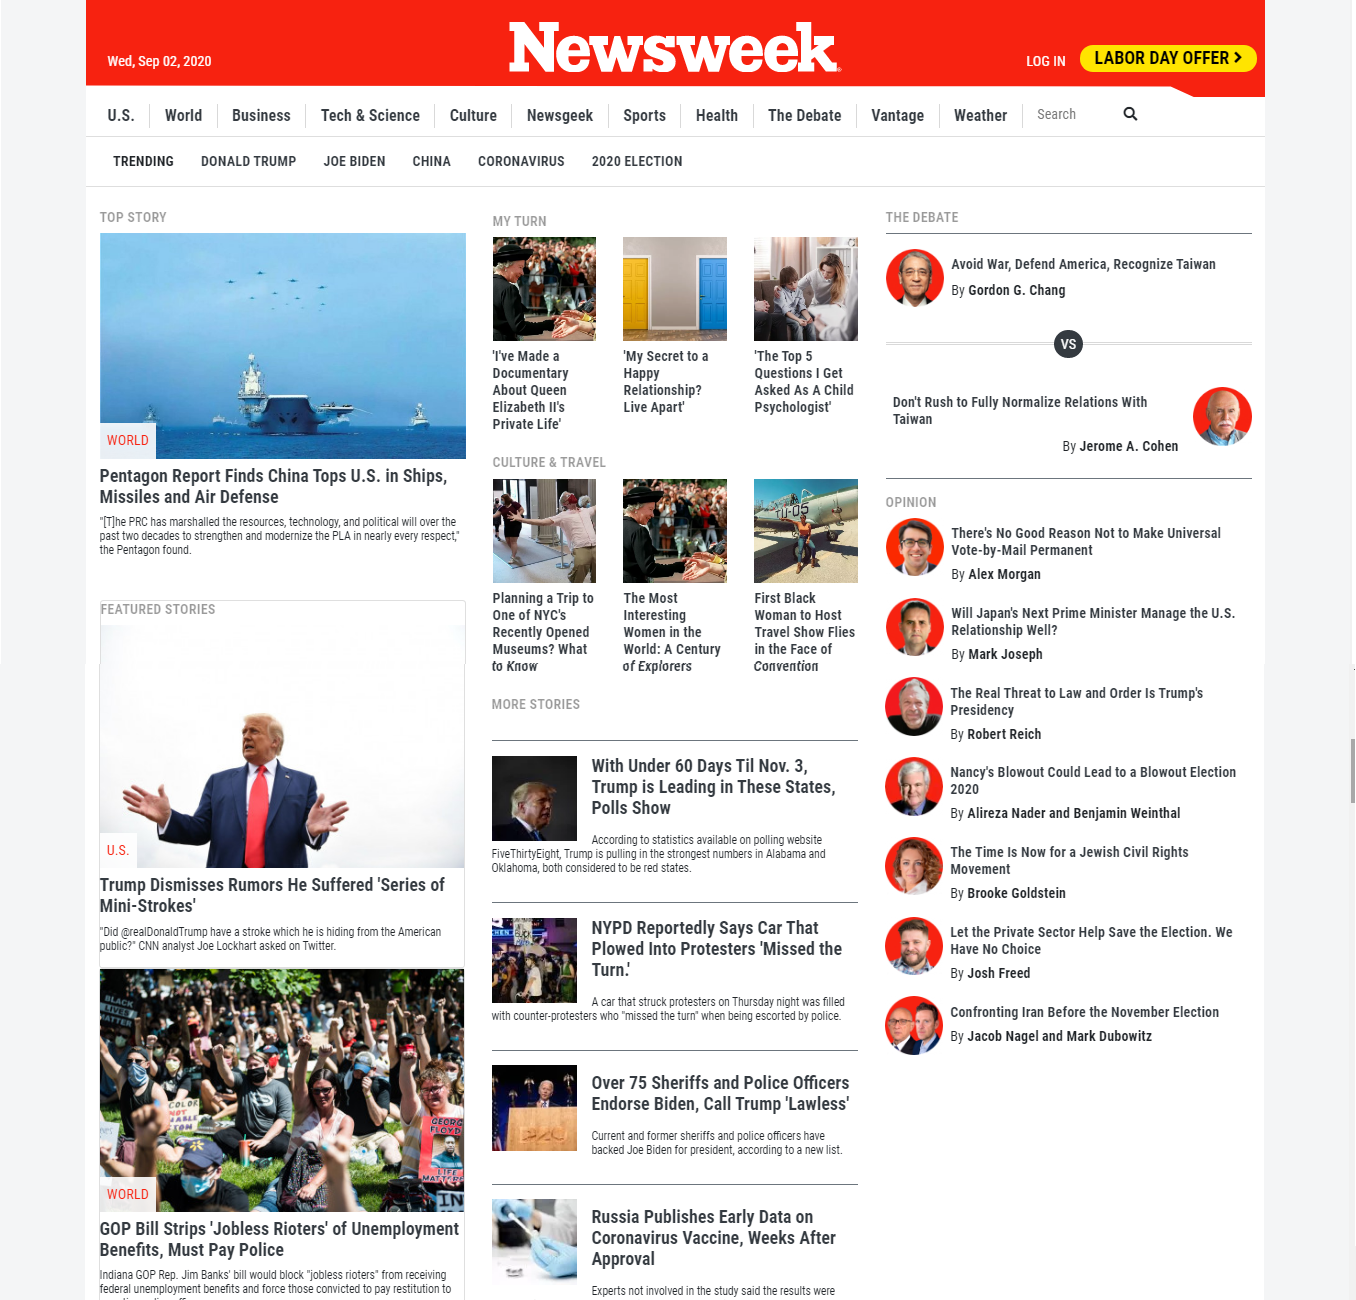 Newsweek
Wed, Sep 02, 2020
LOG IN
LABOR DAY OFFER
U.S.
World
Business
Tech & Science
Culture
Newsgeek
Sports
Health
The Debate
Vantage
Weather
Search
TRENDING
DONALD TRUMP
JOE BIDEN
CHINA
CORONAVIRUS
2020 ELECTION
TOP STORY
WORLD
Pentagon Report Finds China Tops U.S. in Ships,
Missiles and Air Defense
"[T]he PRC has marshalled the resources, technology, and political will over the
past two decades to strengthen and modernize the PLA in nearly every respect,"
the Pentagon found.
FEATURED STORIES
U.S.
Trump Dismisses Rumors He Suffered 'Series of
Mini-Strokes'
"Did @realDonaldTrump have a stroke which he is hiding from the American
public?" CNN analyst Joe Lockhart asked on Twitter.
BLACK
LIVES
MATTER
COLOR
NOT
GEORGE
FLOYD
LIFE
MATTERS
IN
WORLD
GOP Bill Strips 'Jobless Rioters' of Unemployment
Benefits, Must Pay Police
Indiana GOP Rep. Jim Banks' bill would block "jobless rioters" from receiving
federal unemployment benefits and force those convicted to pay restitution to
MY TURN
'I've Made a
Documentary
About Queen
Elizabeth II's
Private Life'
'My Secret to a
Happy
Relationship?
Live Apart'
'The Top 5
Questions I Get
Asked As A Child
Psychologist'
CULTURE & TRAVEL
Planning a Trip to
One of NYC's
Recently Opened
Museums? What
to Know
The Most
Interesting
Women in the
World: A Century
of Explorers
TU-05
First Black
Woman to Host
Travel Show Flies
in the Face of
Convention
MORE STORIES
With Under 60 Days Til Nov. 3,
Trump is Leading in These States,
Polls Show
According to statistics available on polling website
FiveThirtyEight, Trump is pulling in the strongest numbers in Alabama and
Oklahoma, both considered to be red states.
NYPD Reportedly Says Car That
Plowed Into Protesters 'Missed the
Turn.'
A car that struck protesters on Thursday night was filled
with counter-protesters who "missed the turn" when being escorted by police.
Over 75 Sheriffs and Police Officers
Endorse Biden, Call Trump 'Lawless'
Current and former sheriffs and police officers have
backed Joe Biden for president, according to a new list.
Russia Publishes Early Data on
Coronavirus Vaccine, Weeks After
Approval
Experts not involved in the study said the results were
THE DEBATE
Avoid War, Defend America, Recognize Taiwan
By Gordon G. Chang
VS
Don't Rush to Fully Normalize Relations With
Taiwan
By Jerome A. Cohen
OPINION
There's No Good Reason Not to Make Universal
Vote-by-Mail Permanent
By Alex Morgan
Will Japan's Next Prime Minister Manage the U.S.
Relationship Well?
By Mark Joseph
The Real Threat to Law and Order Is Trump's
Presidency
By Robert Reich
Nancy's Blowout Could Lead to a Blowout Election
2020
By Alireza Nader and Benjamin Weinthal
The Time Is Now for a Jewish Civil Rights
Movement
By Brooke Goldstein
Let the Private Sector Help Save the Election. We
Have No Choice
By Josh Freed
Confronting Iran Before the November Election
By Jacob Nagel and Mark Dubowitz